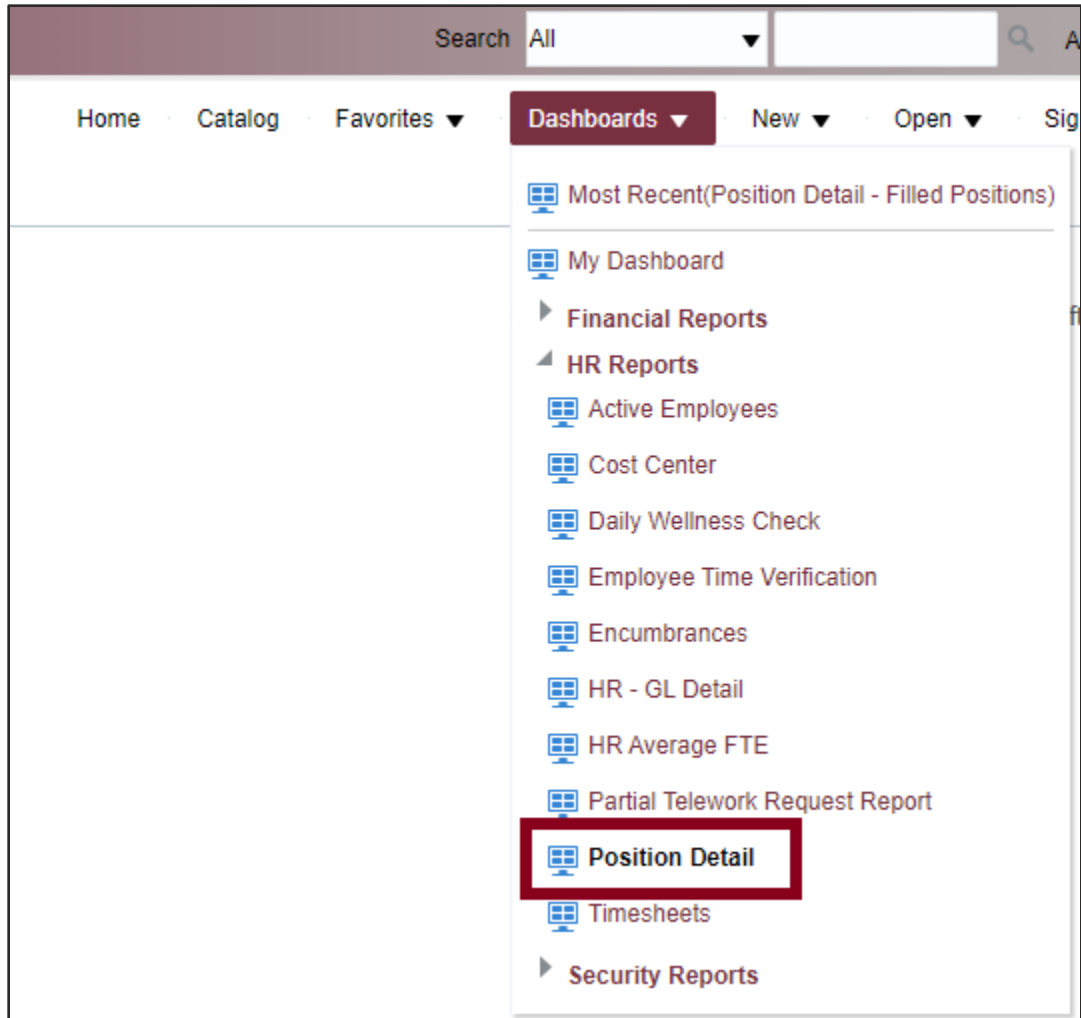 Search All A
Home Catalog Favorites Dashboards New Open Sig
Most Recent(Position Detail - Filled Positions)
My Dashboard
Financial Reports
HR Reports
Active Employees
Cost Center
Daily Wellness Check
Employee Time Verification
Encumbrances
HR - GL Detail
HR Average FTE
Partial Telework Request Report
Position Detail
Timesheets
Security Reports